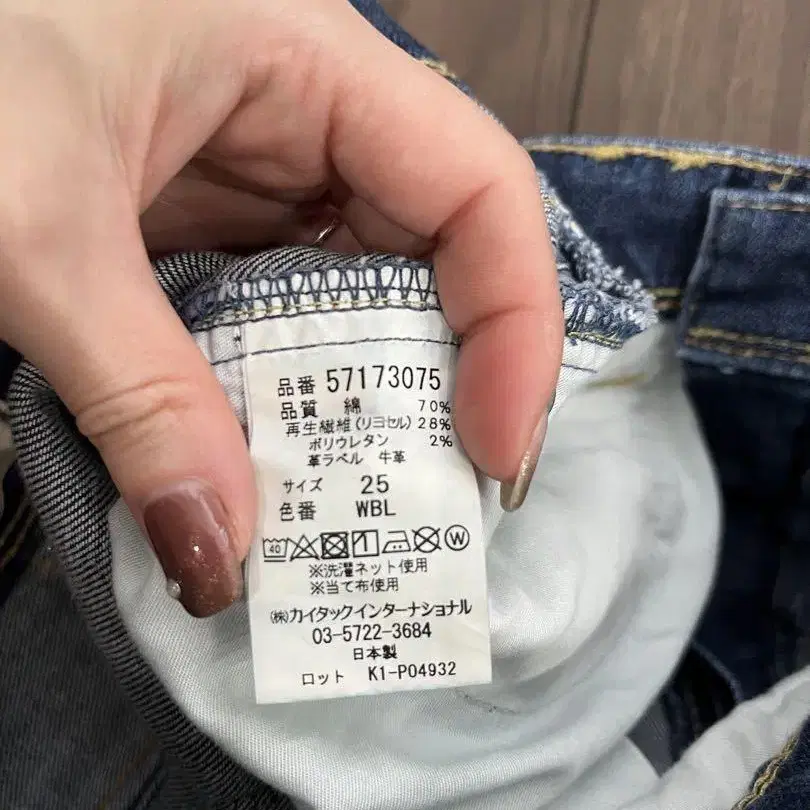 品番 57173075
品質 綿 70%
再生繊維(リヨセル) 28%
ポリウレタン 2%
革ラベル 牛革
サイズ 25
色番 WBL
40 W
※洗濯ネット使用
※当て布使用
㈱カイタックインターナショナル
03-5722-3684
日本製
ロット K1-P04932